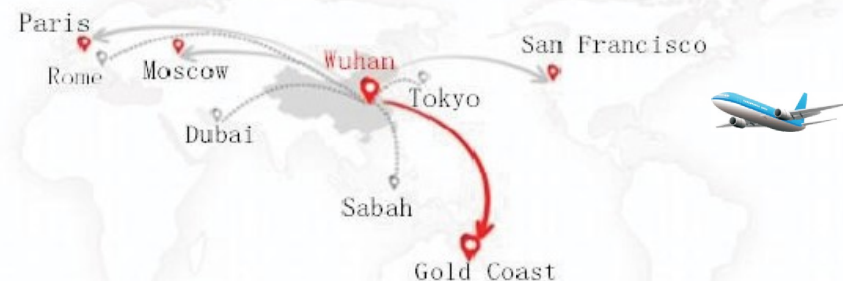 Paris
San Francisco
Wuhan
Rome
Moscow
Tokyo
Dubai
Sabah
Gold Coast